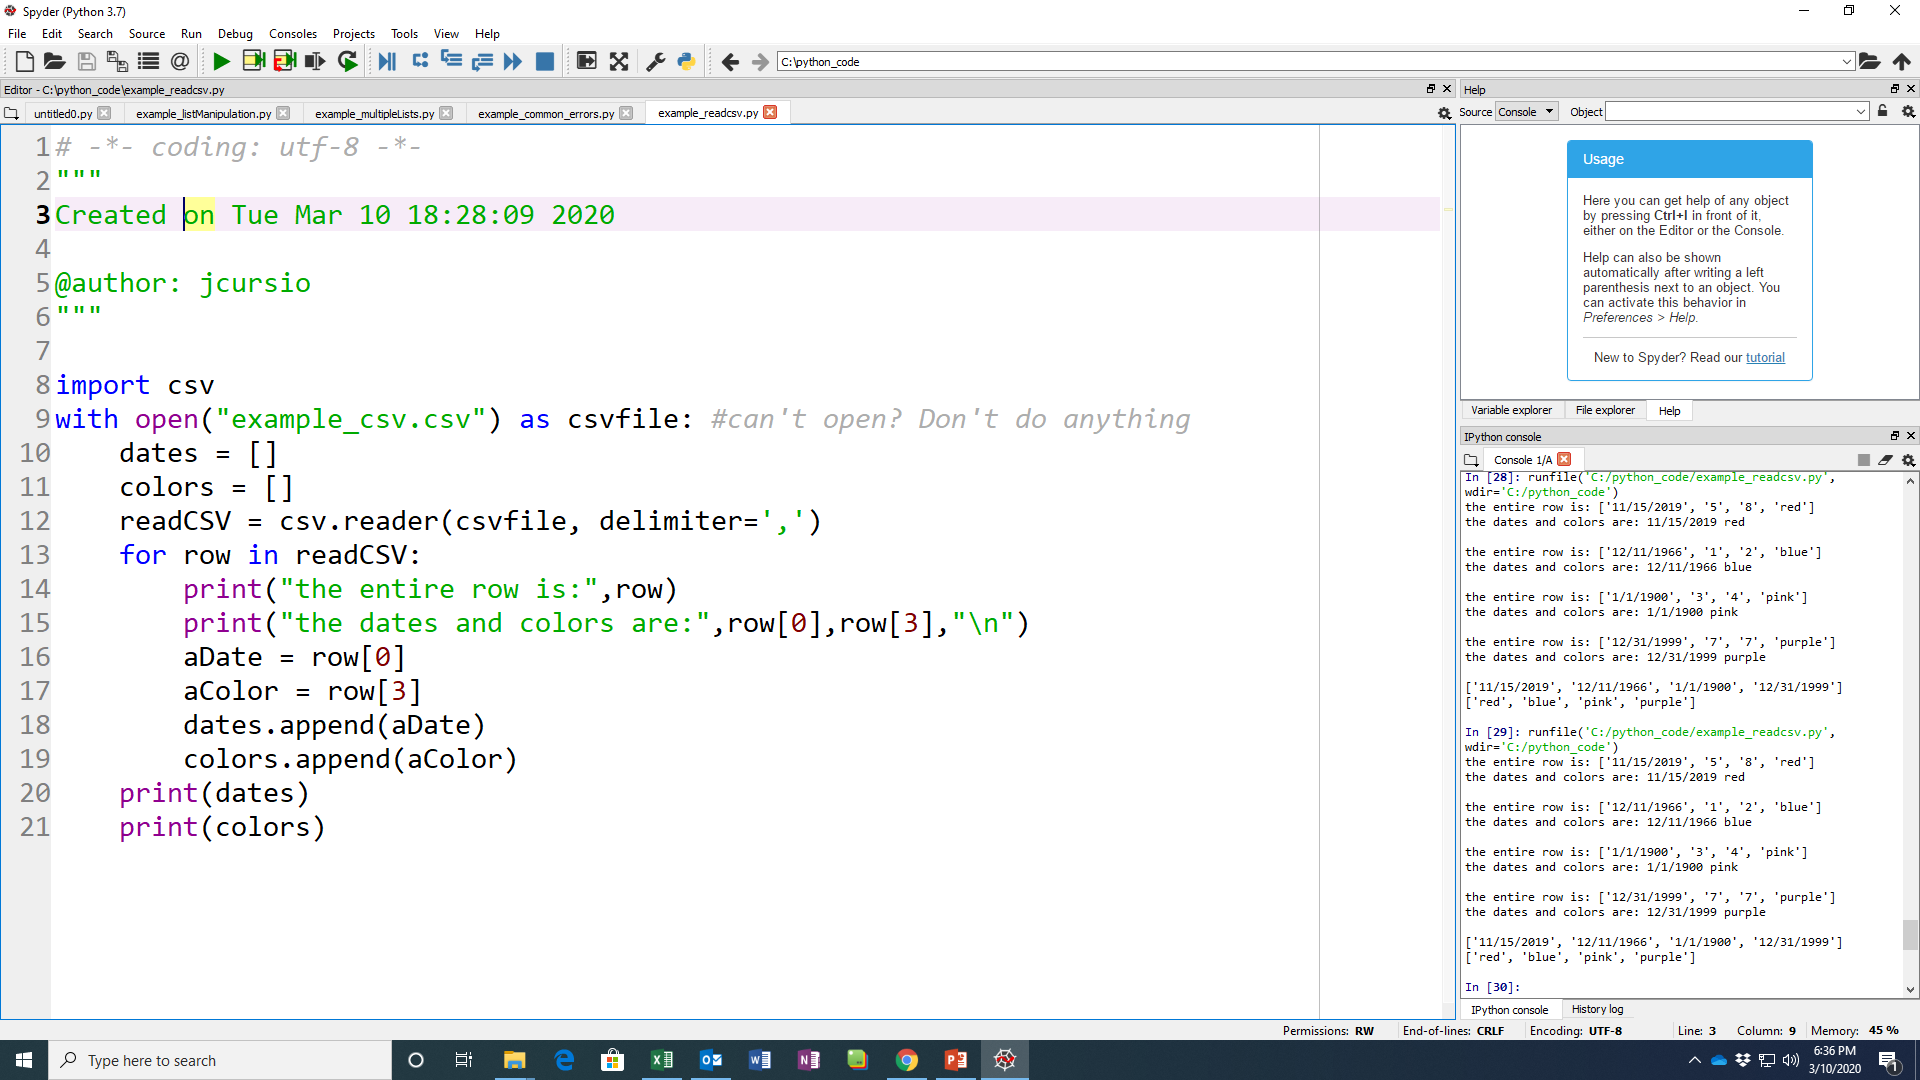 Spyder (Python 3.7)
File Edit Search Source Run Debug Consoles Projects Tools View Help
C:\python_code
Editor - C:\python_code\example_readcsv.py
untitled0.py example_listManipulation.py example_multipleLists.py example_common_errors.py example_readcsv.py
1 # -*- coding: utf-8 -*-
2 """
3 Created on Tue Mar 10 18:28:09 2020
4
5 @author: jcursio
6 """
7
8 import csv
9 with open("example_csv.csv") as csvfile: #can't open? Don't do anything
10     dates = []
11     colors = []
12     readCSV = csv.reader(csvfile, delimiter=',')
13     for row in readCSV:
14         print("the entire row is:",row)
15         print("the dates and colors are:",row[0],row[3],"\n")
16         aDate = row[0]
17         aColor = row[3]
18         dates.append(aDate)
19         colors.append(aColor)
20     print(dates)
21     print(colors)
Help
Source Console Object
Usage
Here you can get help of any object
by pressing Ctrl+I in front of it,
either on the Editor or the Console.
Help can also be shown
automatically after writing a left
parenthesis next to an object. You
can activate this behavior in
Preferences > Help.
New to Spyder? Read our tutorial
Variable explorer File explorer Help
IPython console
Console 1/A
In [28]: runfile('C:/python_code/example_readcsv.py',
wdir='C:/python_code')
the entire row is: ['11/15/2019', '5', '8', 'red']
the dates and colors are: 11/15/2019 red
the entire row is: ['12/11/1966', '1', '2', 'blue']
the dates and colors are: 12/11/1966 blue
the entire row is: ['1/1/1900', '3', '4', 'pink']
the dates and colors are: 1/1/1900 pink
the entire row is: ['12/31/1999', '7', '7', 'purple']
the dates and colors are: 12/31/1999 purple
['11/15/2019', '12/11/1966', '1/1/1900', '12/31/1999']
['red', 'blue', 'pink', 'purple']
In [29]: runfile('C:/python_code/example_readcsv.py',
wdir='C:/python_code')
the entire row is: ['11/15/2019', '5', '8', 'red']
the dates and colors are: 11/15/2019 red
the entire row is: ['12/11/1966', '1', '2', 'blue']
the dates and colors are: 12/11/1966 blue
the entire row is: ['1/1/1900', '3', '4', 'pink']
the dates and colors are: 1/1/1900 pink
the entire row is: ['12/31/1999', '7', '7', 'purple']
the dates and colors are: 12/31/1999 purple
['11/15/2019', '12/11/1966', '1/1/1900', '12/31/1999']
['red', 'blue', 'pink', 'purple']
In [30]:
IPython console History log
Permissions: RW End-of-lines: CRLF Encoding: UTF-8 Line: 3 Column: 9 Memory: 45 %
Type here to search
6:36 PM
3/10/2020
1